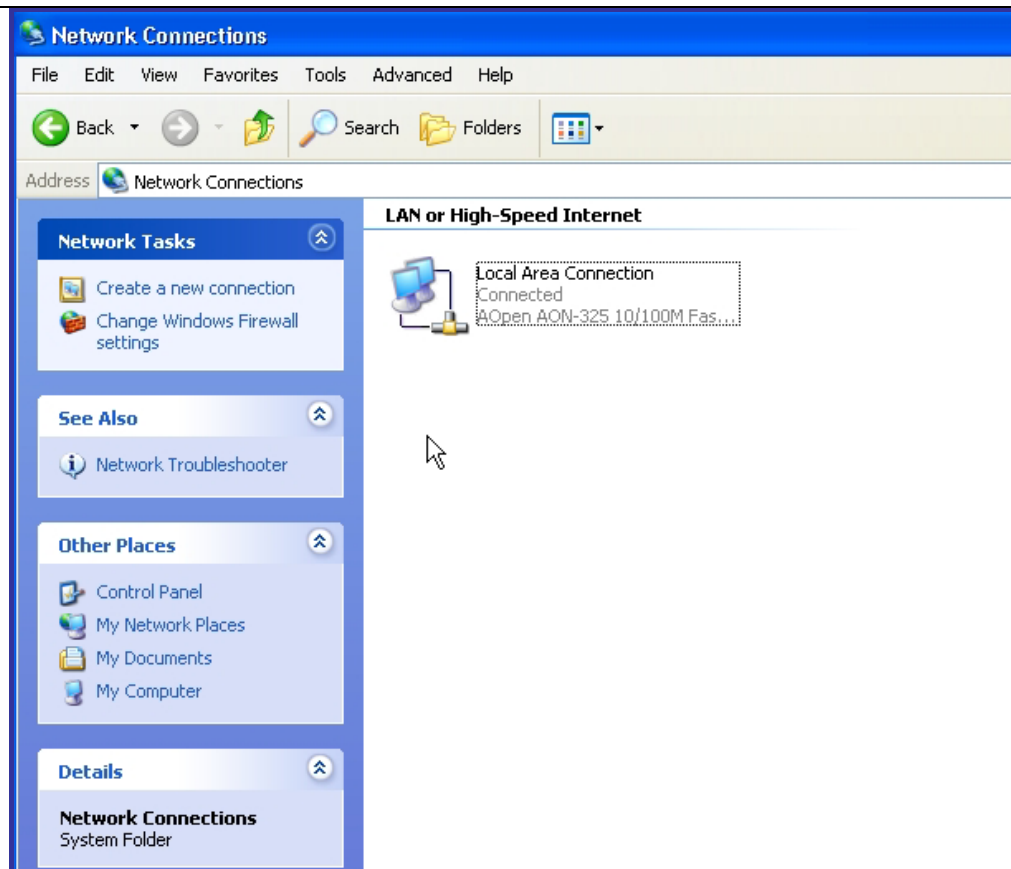 Network Connections
File Edit View Favorites Tools Advanced Help
Back Search Folders
Address Network Connections
Network Tasks
Create a new connection
Change Windows Firewall
settings
See Also
Network Troubleshooter
Other Places
Control Panel
My Network Places
My Documents
My Computer
Details
Network Connections
System Folder
LAN or High-Speed Internet
Local Area Connection
Connected
AOpen AON-325 10/100M Fas...